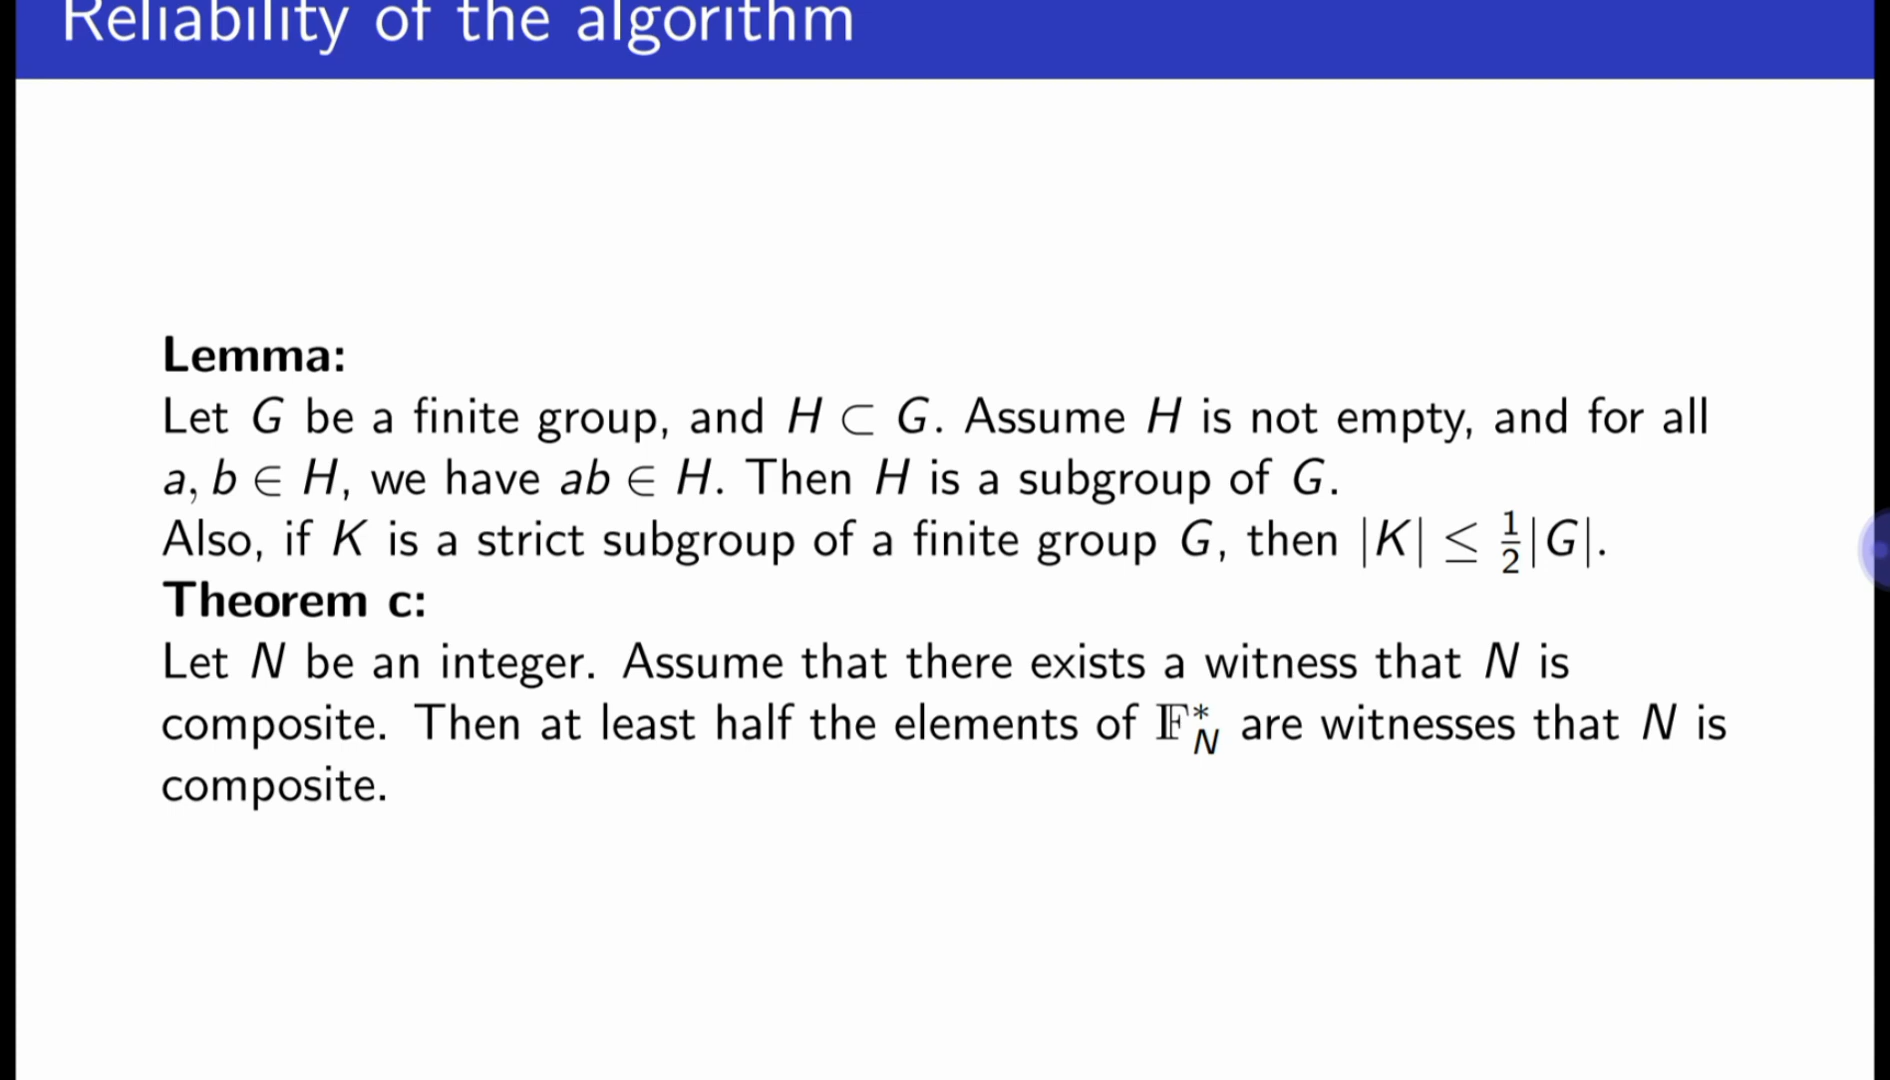 Reliability of the algorithm
Lemma:
Let G be a finite group, and H ⊂ G. Assume H is not empty, and for all
a, b ∈ H, we have ab ∈ H. Then H is a subgroup of G.
Also, if K is a strict subgroup of a finite group G, then |K| ≤ ½|G|.
Theorem c:
Let N be an integer. Assume that there exists a witness that N is
composite. Then at least half the elements of 𝔽*_N are witnesses that N is
composite.